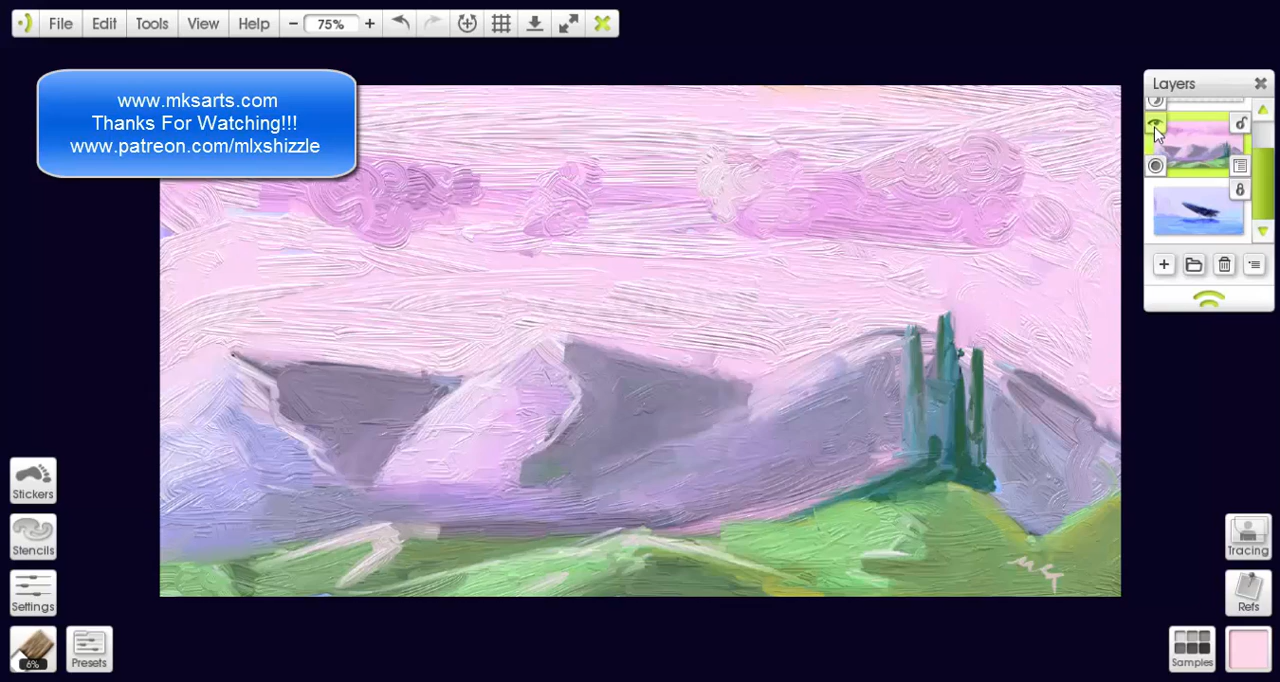 File Edit Tools View Help 75%
www.mksarts.com
Thanks For Watching!!!
www.patreon.com/mlxshizzle
Layers
Stickers
Stencils
Settings
6%
Presets
Tracing
Refs
Samples